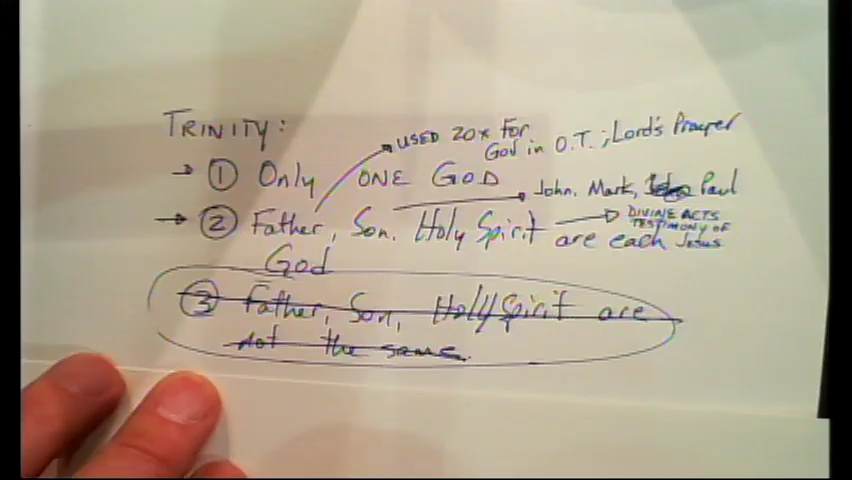 TRINITY:
USED 20x For
God in O.T. ; Lord's Prayer
→ ① Only ONE GOD
John, Mark, Paul
→ ② Father, Son, Holy Spirit
DIVINE ACTS
TESTIMONY OF
Jesus
are each
God
③ Father, Son, Holy Spirit are
not the same.